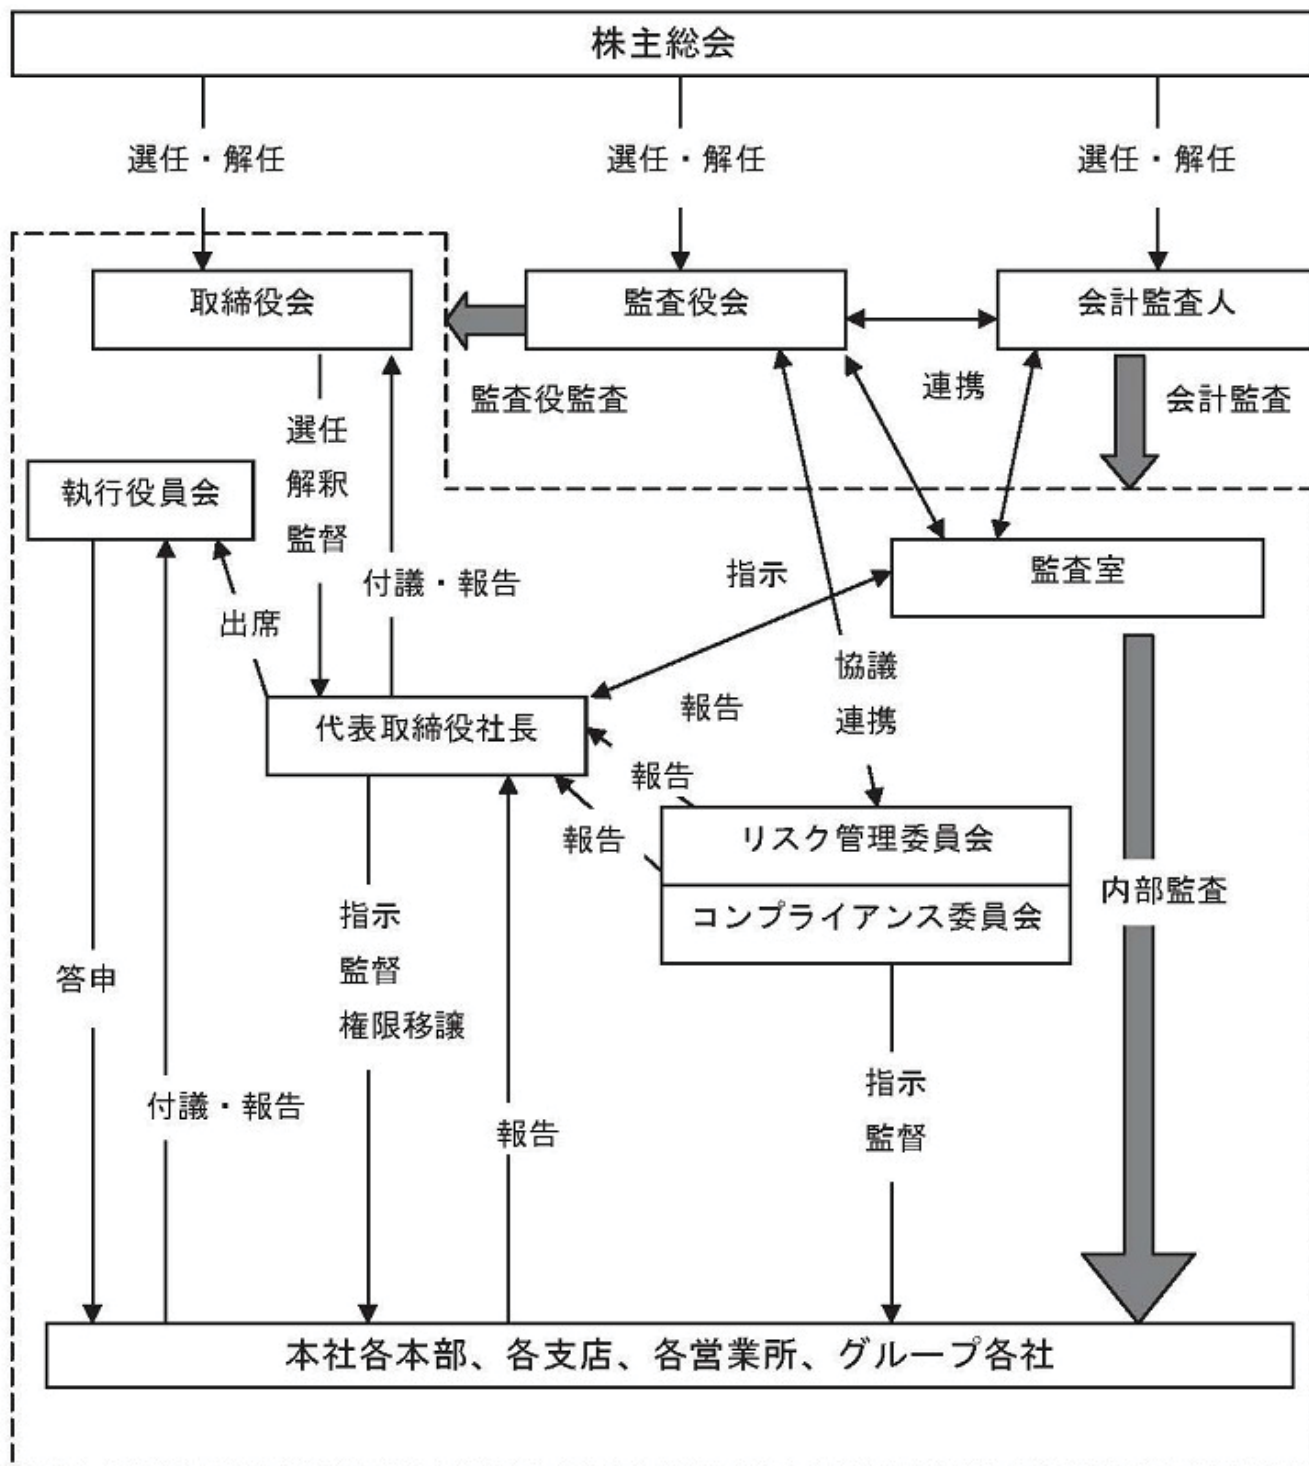 株主総会
選任・解任
選任・解任
選任・解任
取締役会
監査役会
会計監査人
連携
監査役監査
会計監査
選任
解釈
監督
執行役員会
付議・報告
指示
監査室
出席
協議
連携
報告
代表取締役社長
報告
報告
リスク管理委員会
コンプライアンス委員会
内部監査
指示
監督
権限移譲
答申
付議・報告
報告
指示
監督
本社各本部、各支店、各営業所、グループ各社